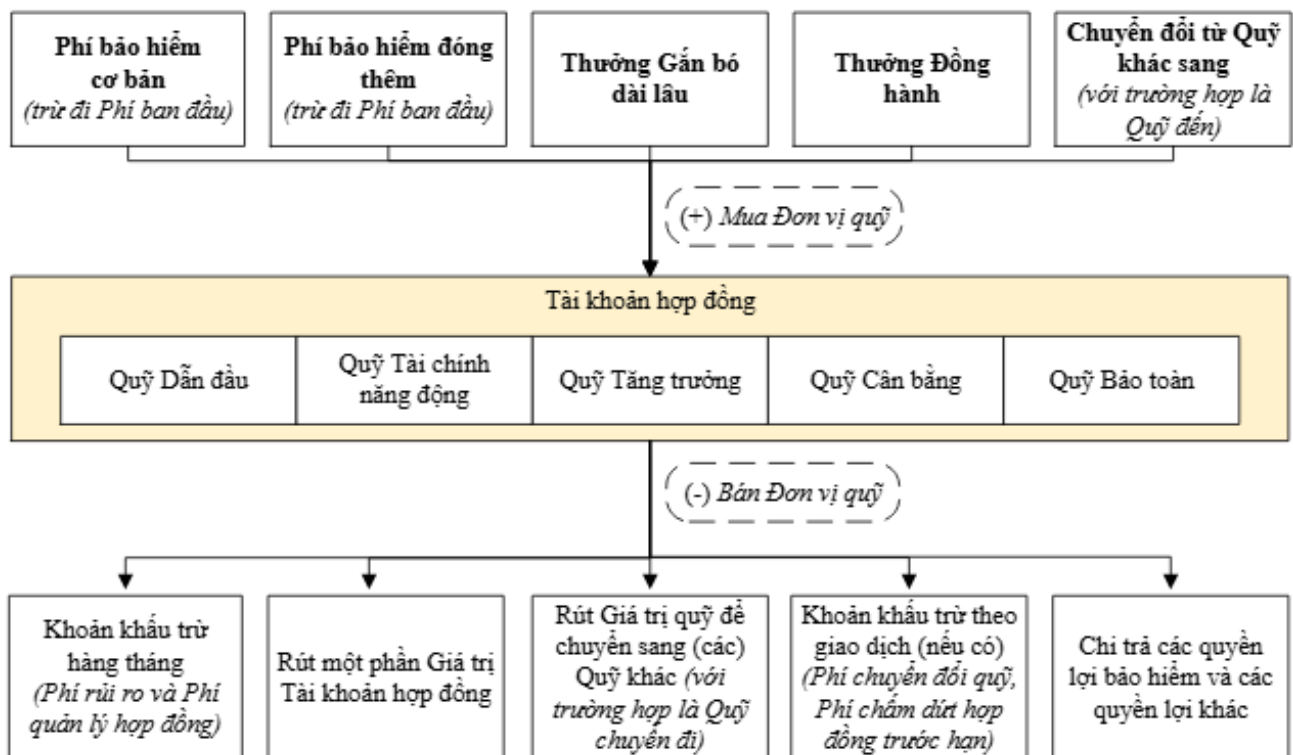 Phí bảo hiểm
cơ bản
(trừ đi Phí ban đầu)
Phí bảo hiểm đóng
thêm
(trừ đi Phí ban đầu)
Thưởng Gắn bó
dài lâu
Thưởng Đồng
hành
Chuyển đổi từ Quỹ
khác sang
(với trường hợp là
Quỹ đến)
(+) Mua Đơn vị quỹ
Tài khoản hợp đồng
Quỹ Dẫn đầu
Quỹ Tài chính
năng động
Quỹ Tăng trưởng
Quỹ Cân bằng
Quỹ Bảo toàn
(-) Bán Đơn vị quỹ
Khoản khấu trừ
hàng tháng
(Phí rủi ro và Phí
quản lý hợp đồng)
Rút một phần Giá trị
Tài khoản hợp đồng
Rút Giá trị quỹ để
chuyển sang (các)
Quỹ khác (với
trường hợp là Quỹ
chuyển đi)
Khoản khấu trừ theo
giao dịch (nếu có)
(Phí chuyển đổi quỹ,
Phí chấm dứt hợp
đồng trước hạn)
Chi trả các quyền
lợi bảo hiểm và các
quyền lợi khác